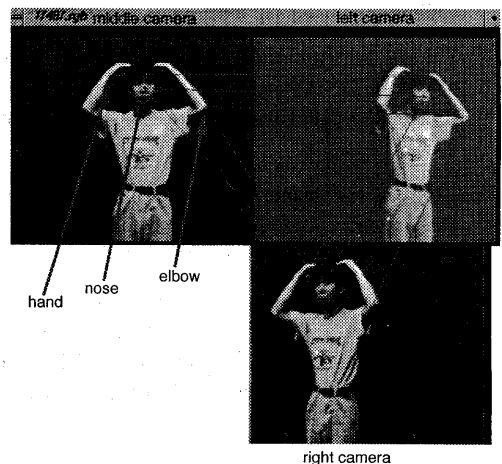 middle camera
left camera
hand
nose
elbow
right camera